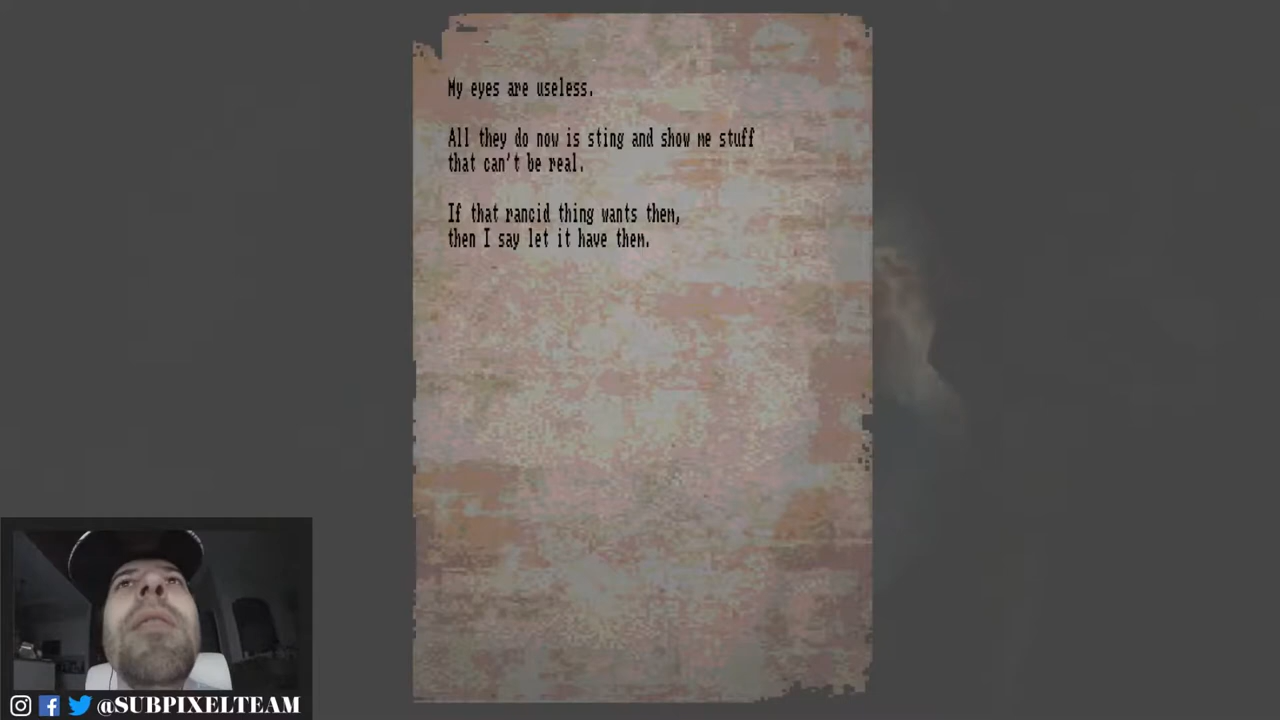 My eyes are useless.
All they do now is sting and show me stuff
that can't be real.
If that rancid thing wants them,
then I say let it have them.
@SUBPIXELTEAM